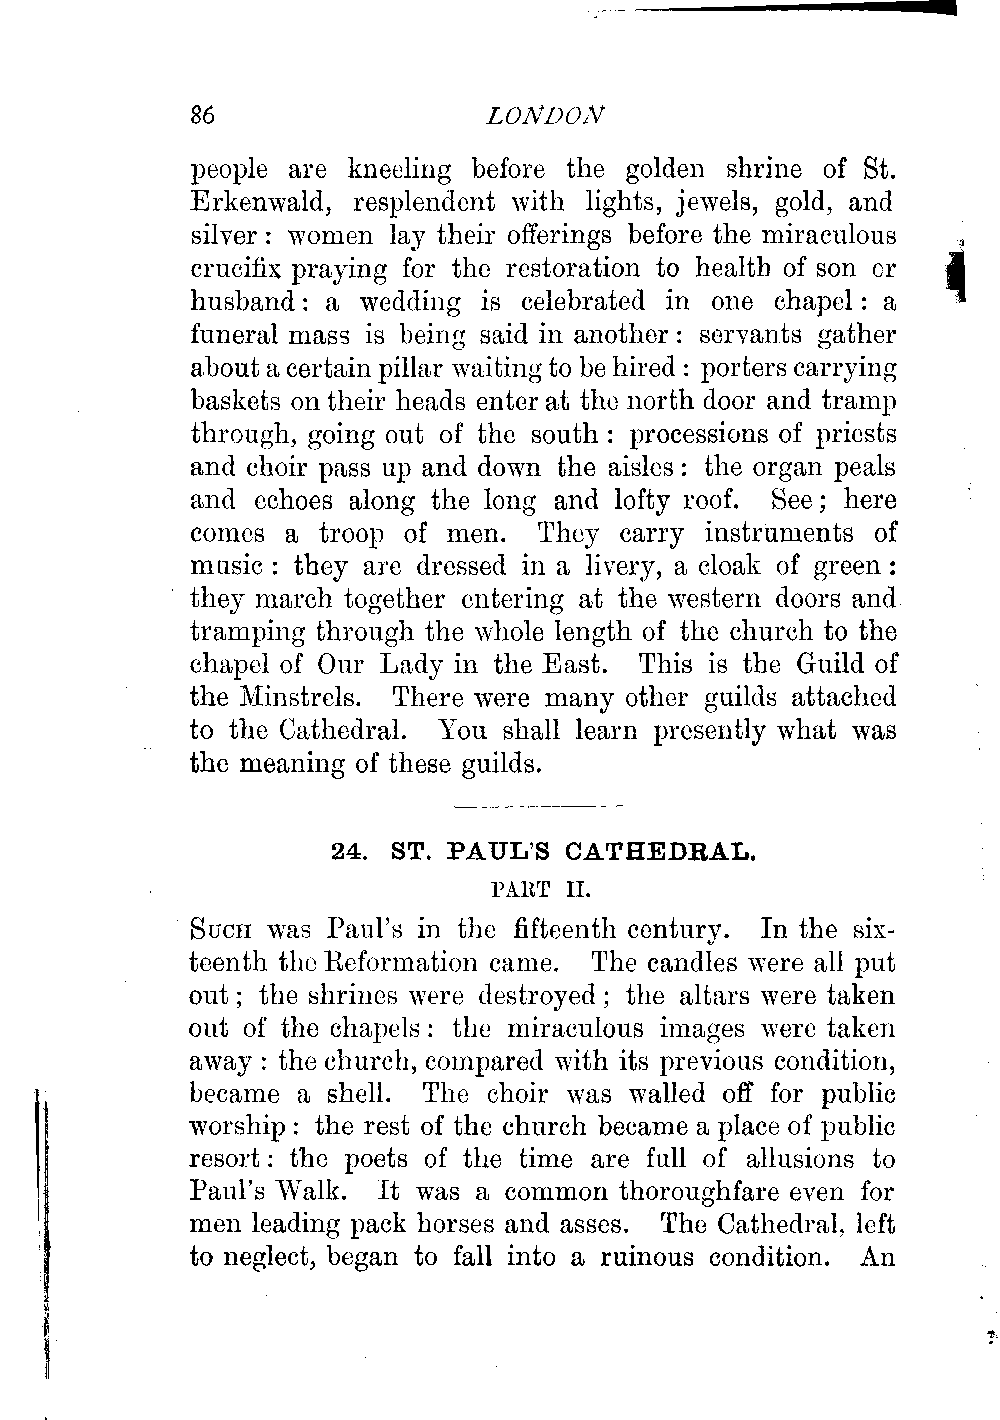 86 LONDON
people are kneeling before the golden shrine of St.
Erkenwald, resplendent with lights, jewels, gold, and
silver : women lay their offerings before the miraculous
crucifix praying for the restoration to health of son or
husband : a wedding is celebrated in one chapel : a
funeral mass is being said in another : servants gather
about a certain pillar waiting to be hired : porters carrying
baskets on their heads enter at the north door and tramp
through, going out of the south : processions of priests
and choir pass up and down the aisles : the organ peals
and echoes along the long and lofty roof. See ; here
comes a troop of men. They carry instruments of
music : they are dressed in a livery, a cloak of green :
they march together entering at the western doors and
tramping through the whole length of the church to the
chapel of Our Lady in the East. This is the Guild of
the Minstrels. There were many other guilds attached
to the Cathedral. You shall learn presently what was
the meaning of these guilds.
24. ST. PAUL'S CATHEDRAL.
PART II.
SUCH was Paul's in the fifteenth century. In the six-
teenth the Reformation came. The candles were all put
out ; the shrines were destroyed ; the altars were taken
out of the chapels : the miraculous images were taken
away : the church, compared with its previous condition,
became a shell. The choir was walled off for public
worship : the rest of the church became a place of public
resort : the poets of the time are full of allusions to
Paul's Walk. It was a common thoroughfare even for
men leading pack horses and asses. The Cathedral, left
to neglect, began to fall into a ruinous condition. An